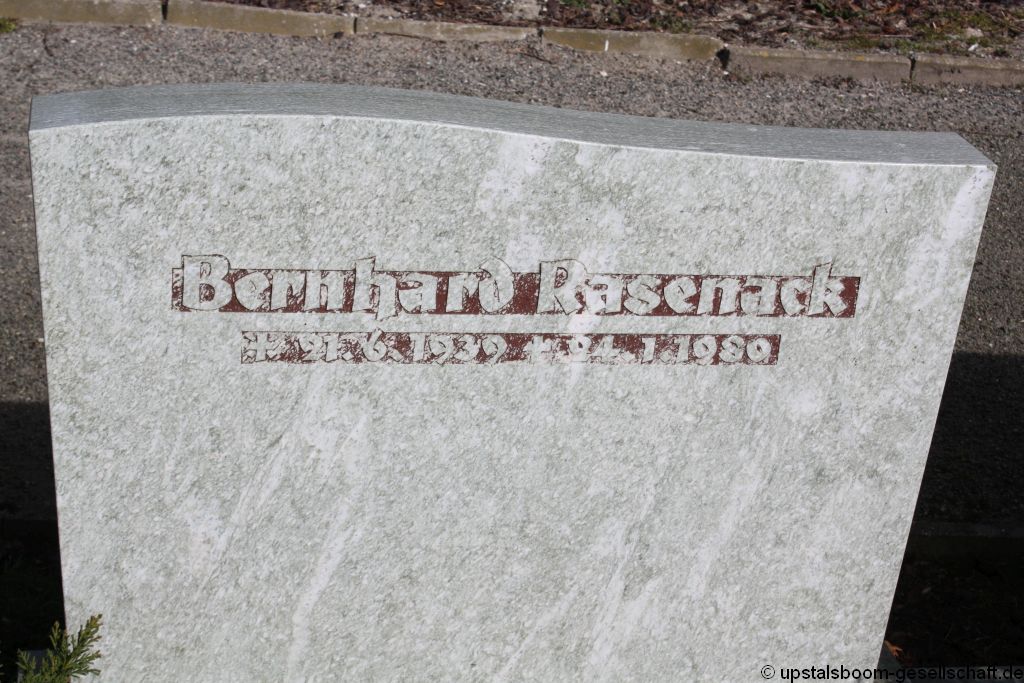 Bernhard Rasenack
* 21.6.1939 + 24.1.1980
© upstalsboom-gesellschaft.de